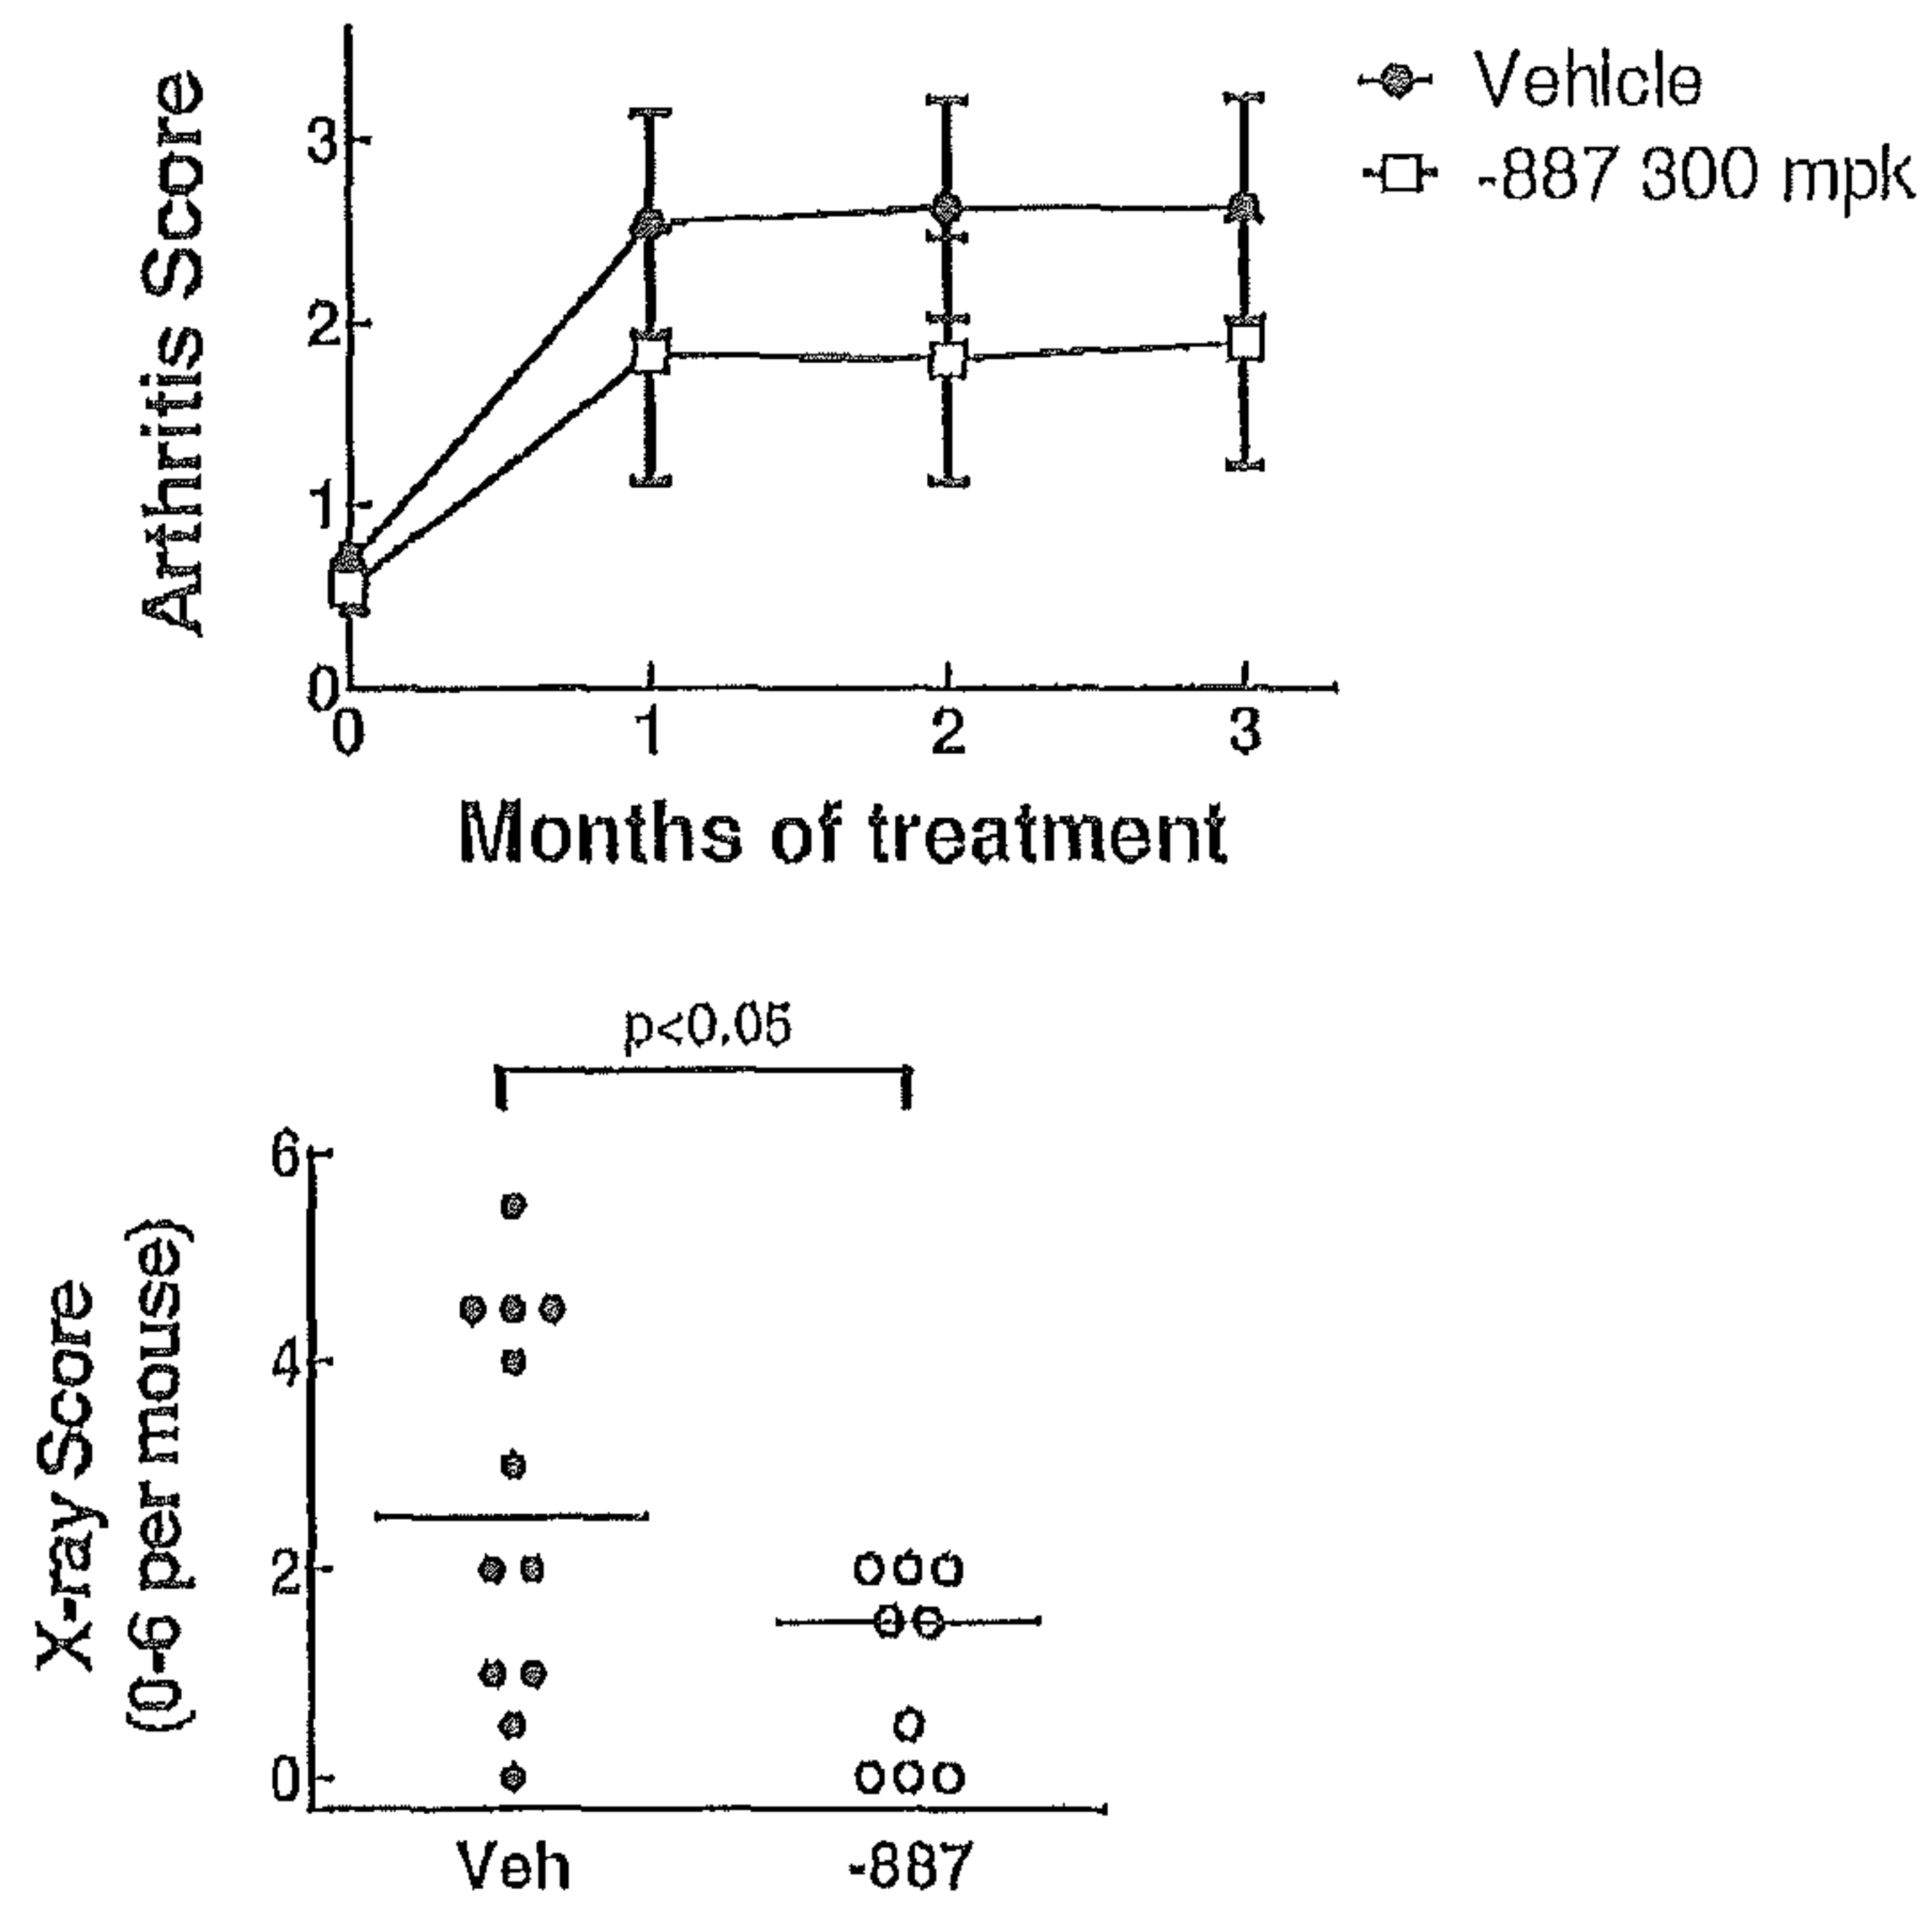 Arthritis Score
3
2
1
0
0 1 2 3
Months of treatment
Vehicle
-887 300 mpk
p<0.05
X-ray Score
(0-6 per mouse)
6
4
2
0
Veh -887